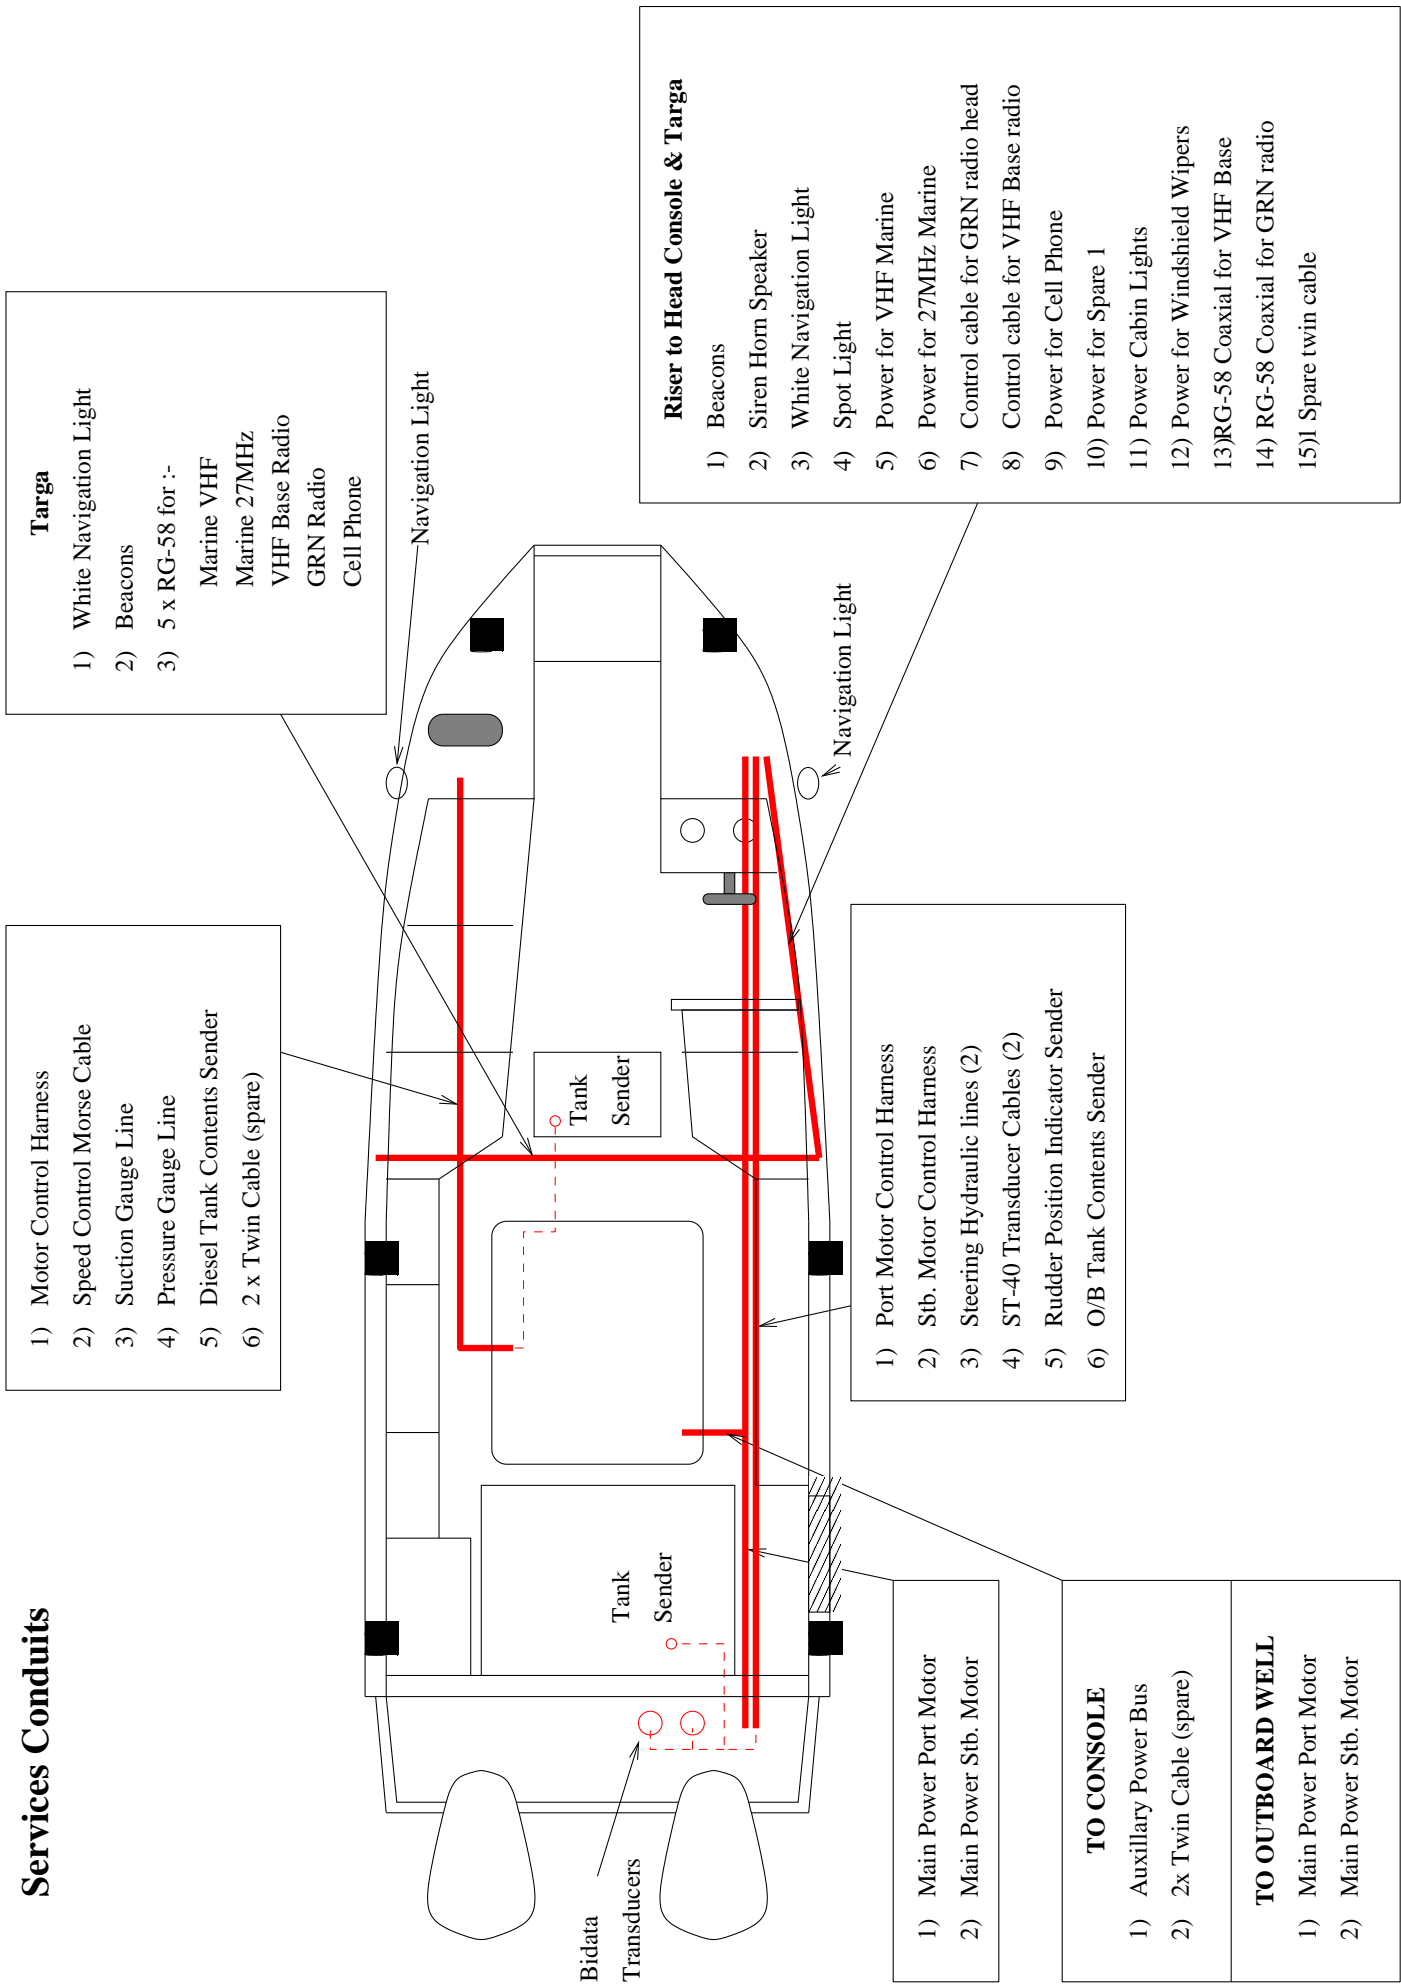 Services Conduits
1) Motor Control Harness
2) Speed Control Morse Cable
3) Suction Gauge Line
4) Pressure Gauge Line
5) Diesel Tank Contents Sender
6) 2 x Twin Cable (spare)
Targa
1) White Navigation Light
2) Beacons
3) 5 x RG-58 for :-
Marine VHF
Marine 27MHz
VHF Base Radio
GRN Radio
Cell Phone
Navigation Light
Tank
Sender
Tank
Sender
Bidata
Transducers
Navigation Light
Riser to Head Console & Targa
1) Beacons
2) Siren Horn Speaker
3) White Navigation Light
4) Spot Light
5) Power for VHF Marine
6) Power for 27MHz Marine
7) Control cable for GRN radio head
8) Control cable for VHF Base radio
9) Power for Cell Phone
10) Power for Spare 1
11) Power Cabin Lights
12) Power for Windshield Wipers
13)RG-58 Coaxial for VHF Base
14) RG-58 Coaxial for GRN radio
15)1 Spare twin cable
1) Port Motor Control Harness
2) Stb. Motor Control Harness
3) Steering Hydraulic lines (2)
4) ST-40 Transducer Cables (2)
5) Rudder Position Indicator Sender
6) O/B Tank Contents Sender
1) Main Power Port Motor
2) Main Power Stb. Motor
TO CONSOLE
1) Auxillary Power Bus
2) 2x Twin Cable (spare)
TO OUTBOARD WELL
1) Main Power Port Motor
2) Main Power Stb. Motor